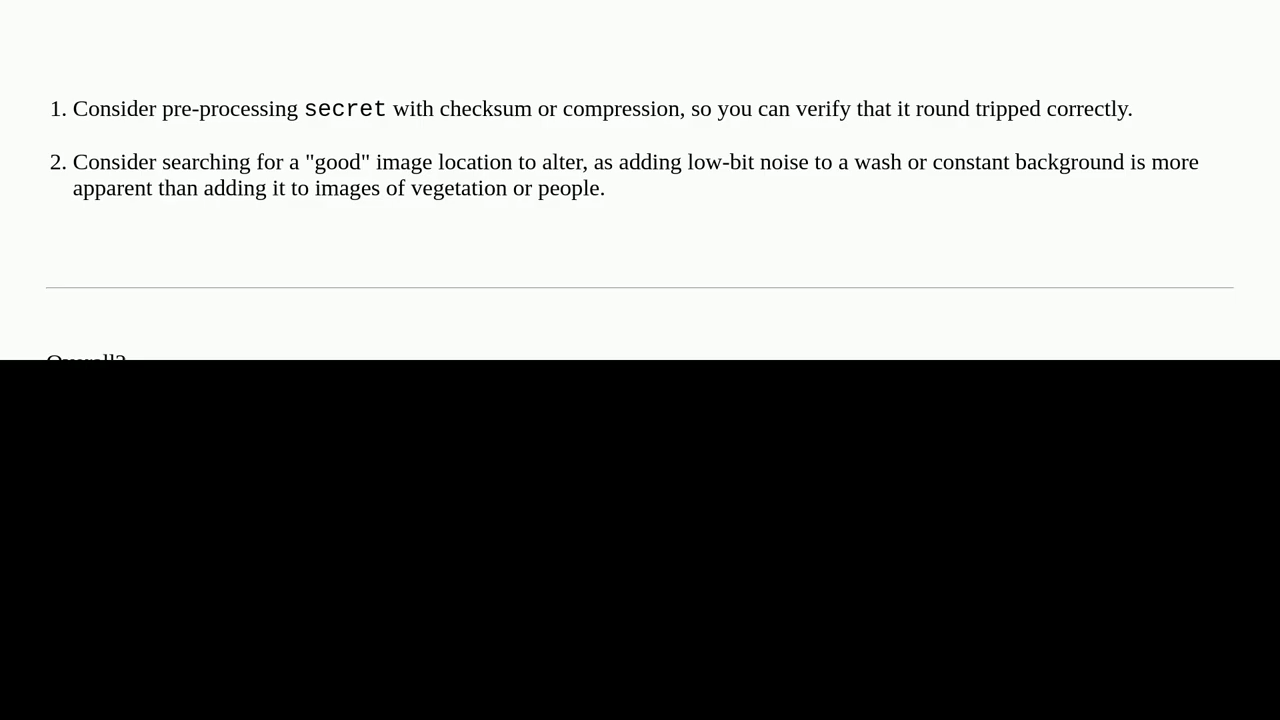 1. Consider pre-processing secret with checksum or compression, so you can verify that it round tripped correctly.
2. Consider searching for a "good" image location to alter, as adding low-bit noise to a wash or constant background is more
apparent than adding it to images of vegetation or people.
Overall?